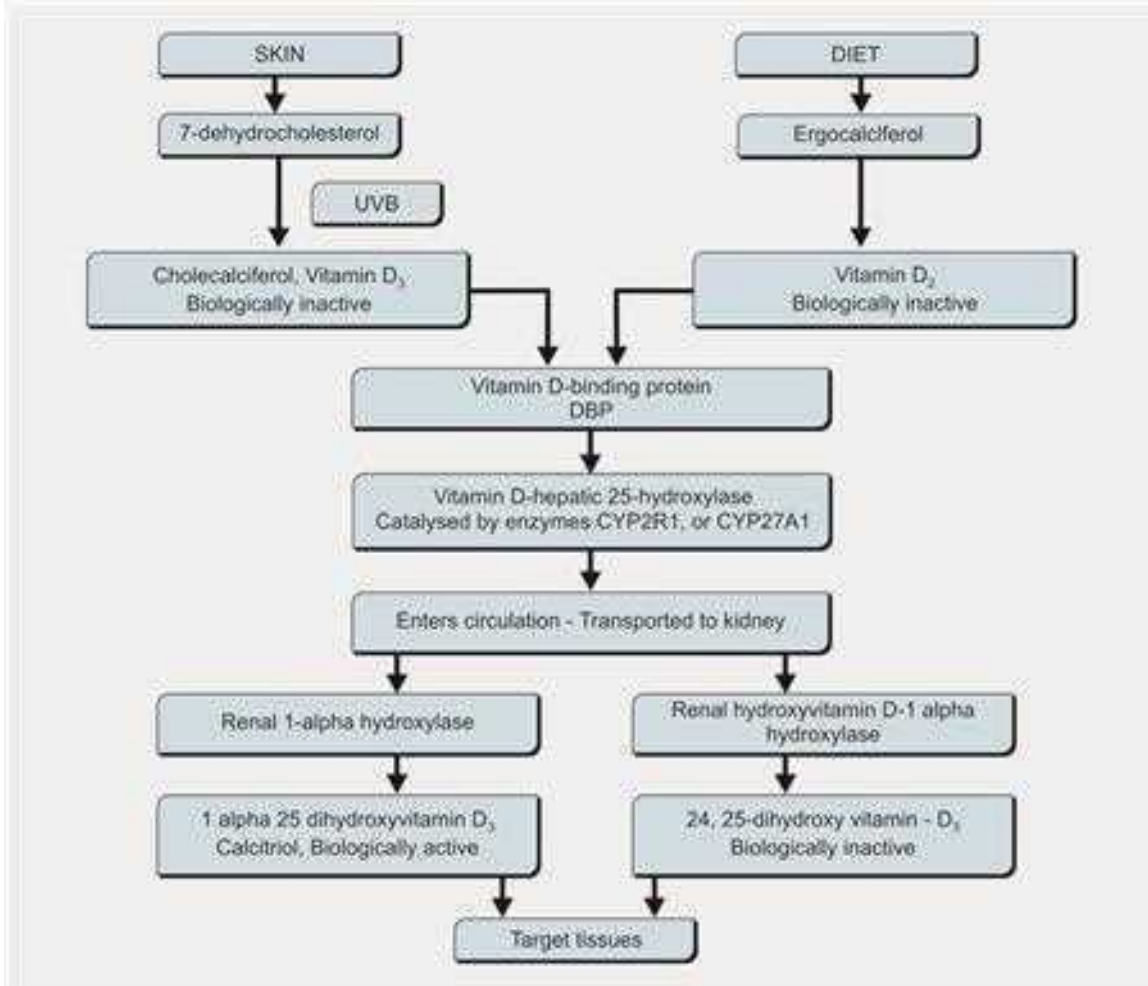 SKIN
DIET
7-dehydrocholesterol
Ergocalciferol
UVB
Cholecalciferol, Vitamin D3
Biologically inactive
Vitamin D2
Biologically inactive
Vitamin D-binding protein
DBP
Vitamin D-hepatic 25-hydroxylase
Catalysed by enzymes CYP2R1, or CYP27A1
Enters circulation - Transported to kidney
Renal 1-alpha hydroxylase
Renal hydroxyvitamin D-1 alpha
hydroxylase
1 alpha 25 dihydroxyvitamin D3
Calcitriol, Biologically active
24, 25-dihydroxy vitamin - D3
Biologically inactive
Target tissues